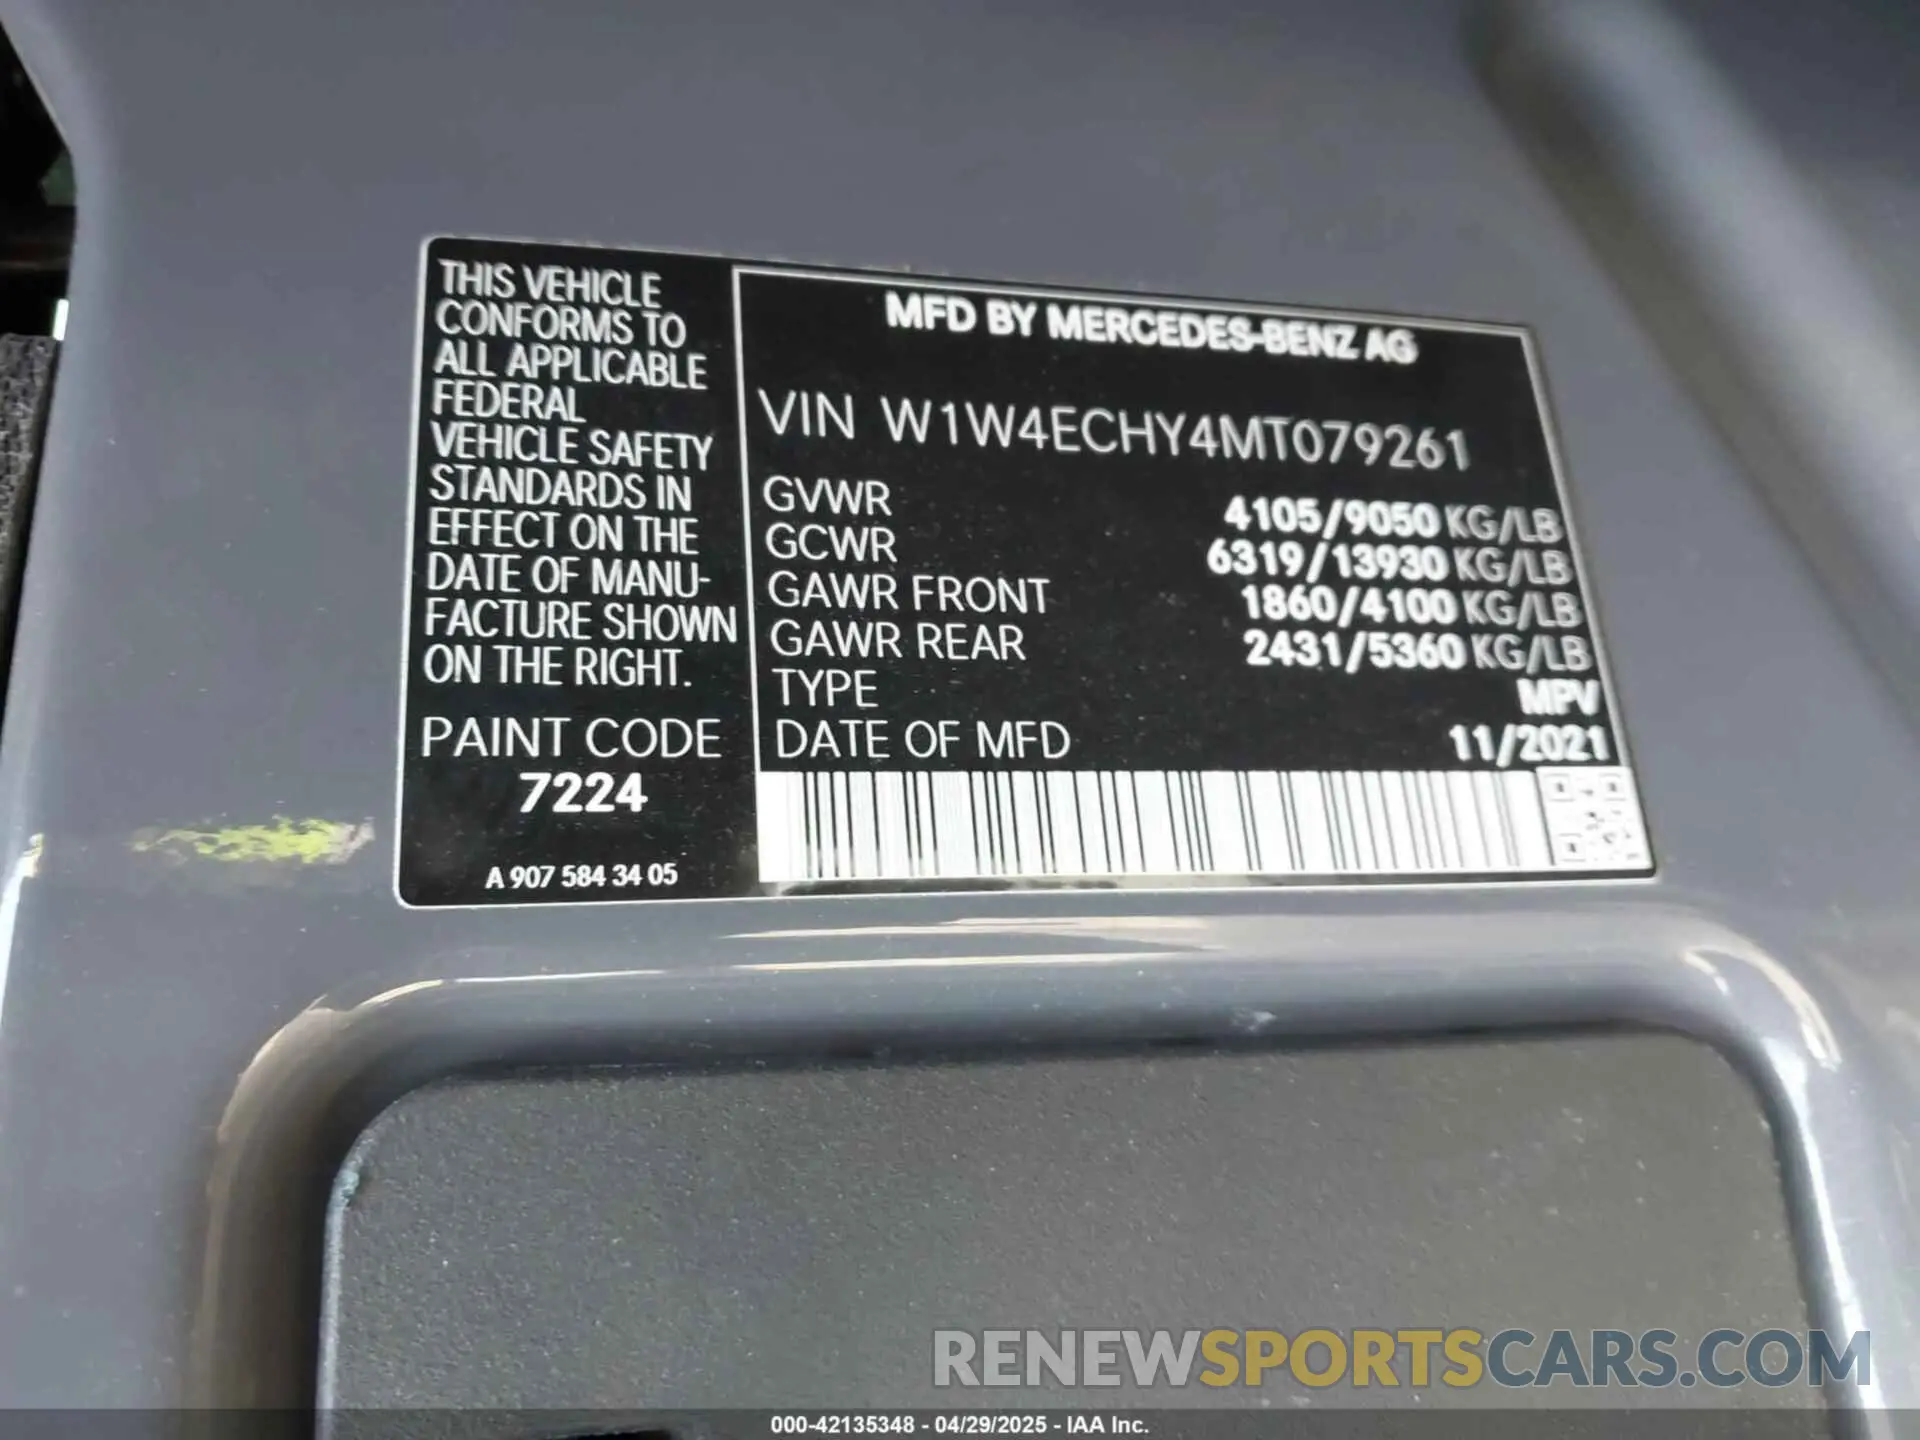 THIS VEHICLE
CONFORMS TO
ALL APPLICABLE
FEDERAL
VEHICLE SAFETY
STANDARDS IN
EFFECT ON THE
DATE OF MANU-
FACTURE SHOWN
ON THE RIGHT.
PAINT CODE
7224
A 907 584 34 05
MFD BY MERCEDES-BENZ AG
VIN W1W4ECHY4MT079261
GVWR 4105/9050 KG/LB
GCWR 6319/13930 KG/LB
GAWR FRONT 1860/4100 KG/LB
GAWR REAR 2431/5360 KG/LB
TYPE MPV
DATE OF MFD 11/2021
RENEWSPORTSCARS.COM
000-42135348 - 04/29/2025 - IAA Inc.